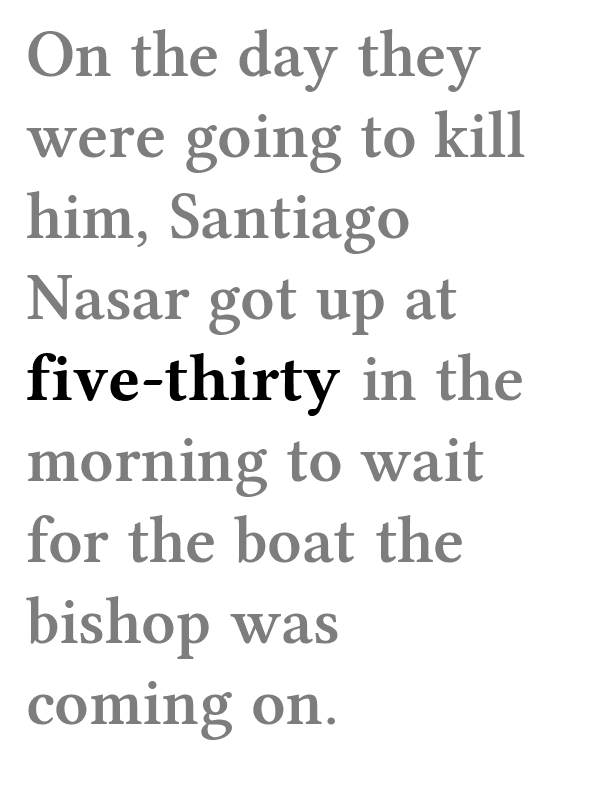 On the day they
were going to kill
him, Santiago
Nasar got up at
five-thirty in the
morning to wait
for the boat the
bishop was
coming on.